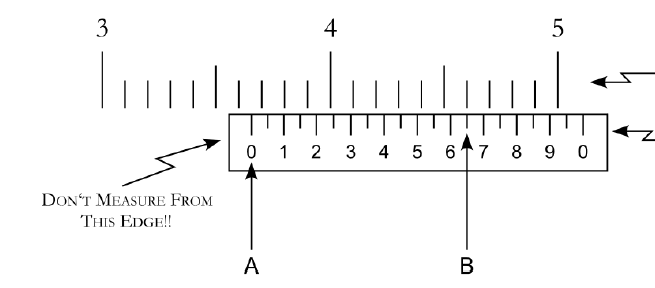 3 4 5
0 1 2 3 4 5 6 7 8 9 0
DON'T MEASURE FROM
THIS EDGE!!
A B